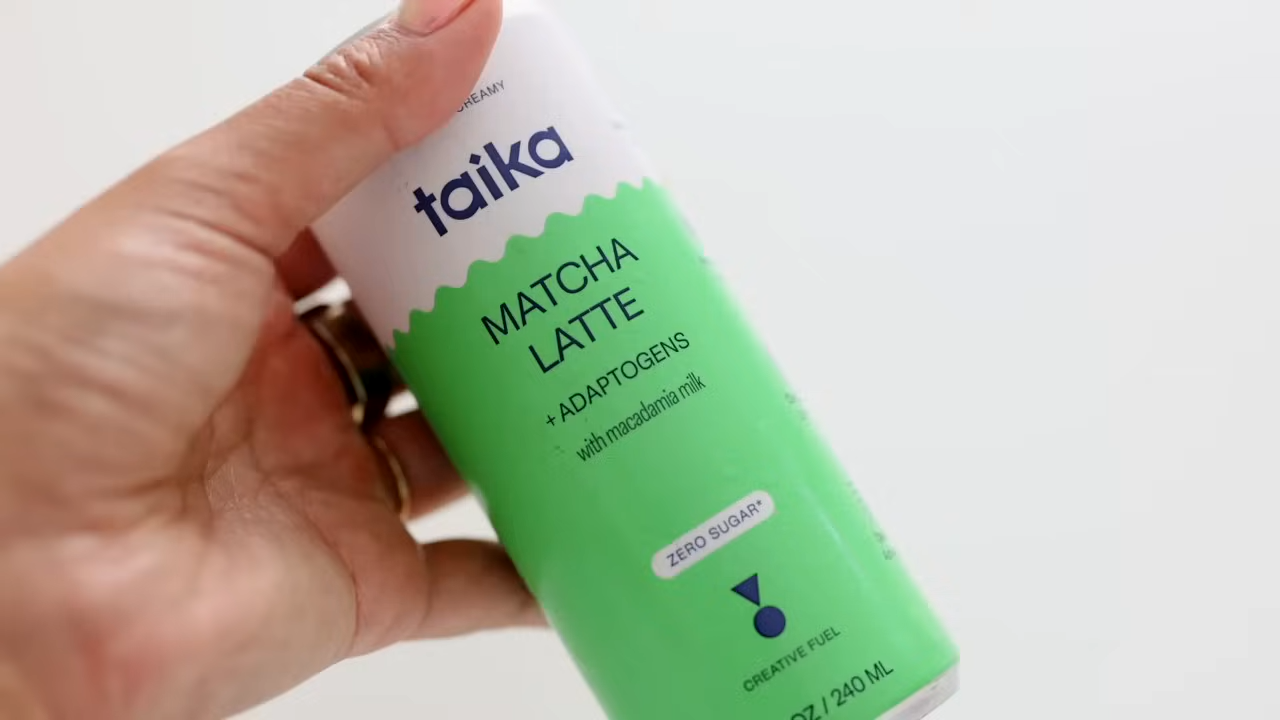 CREAMY
taika
MATCHA
LATTE
+ ADAPTOGENS
with macadamia milk
ZERO SUGAR*
CREATIVE FUEL
OZ / 240 ML